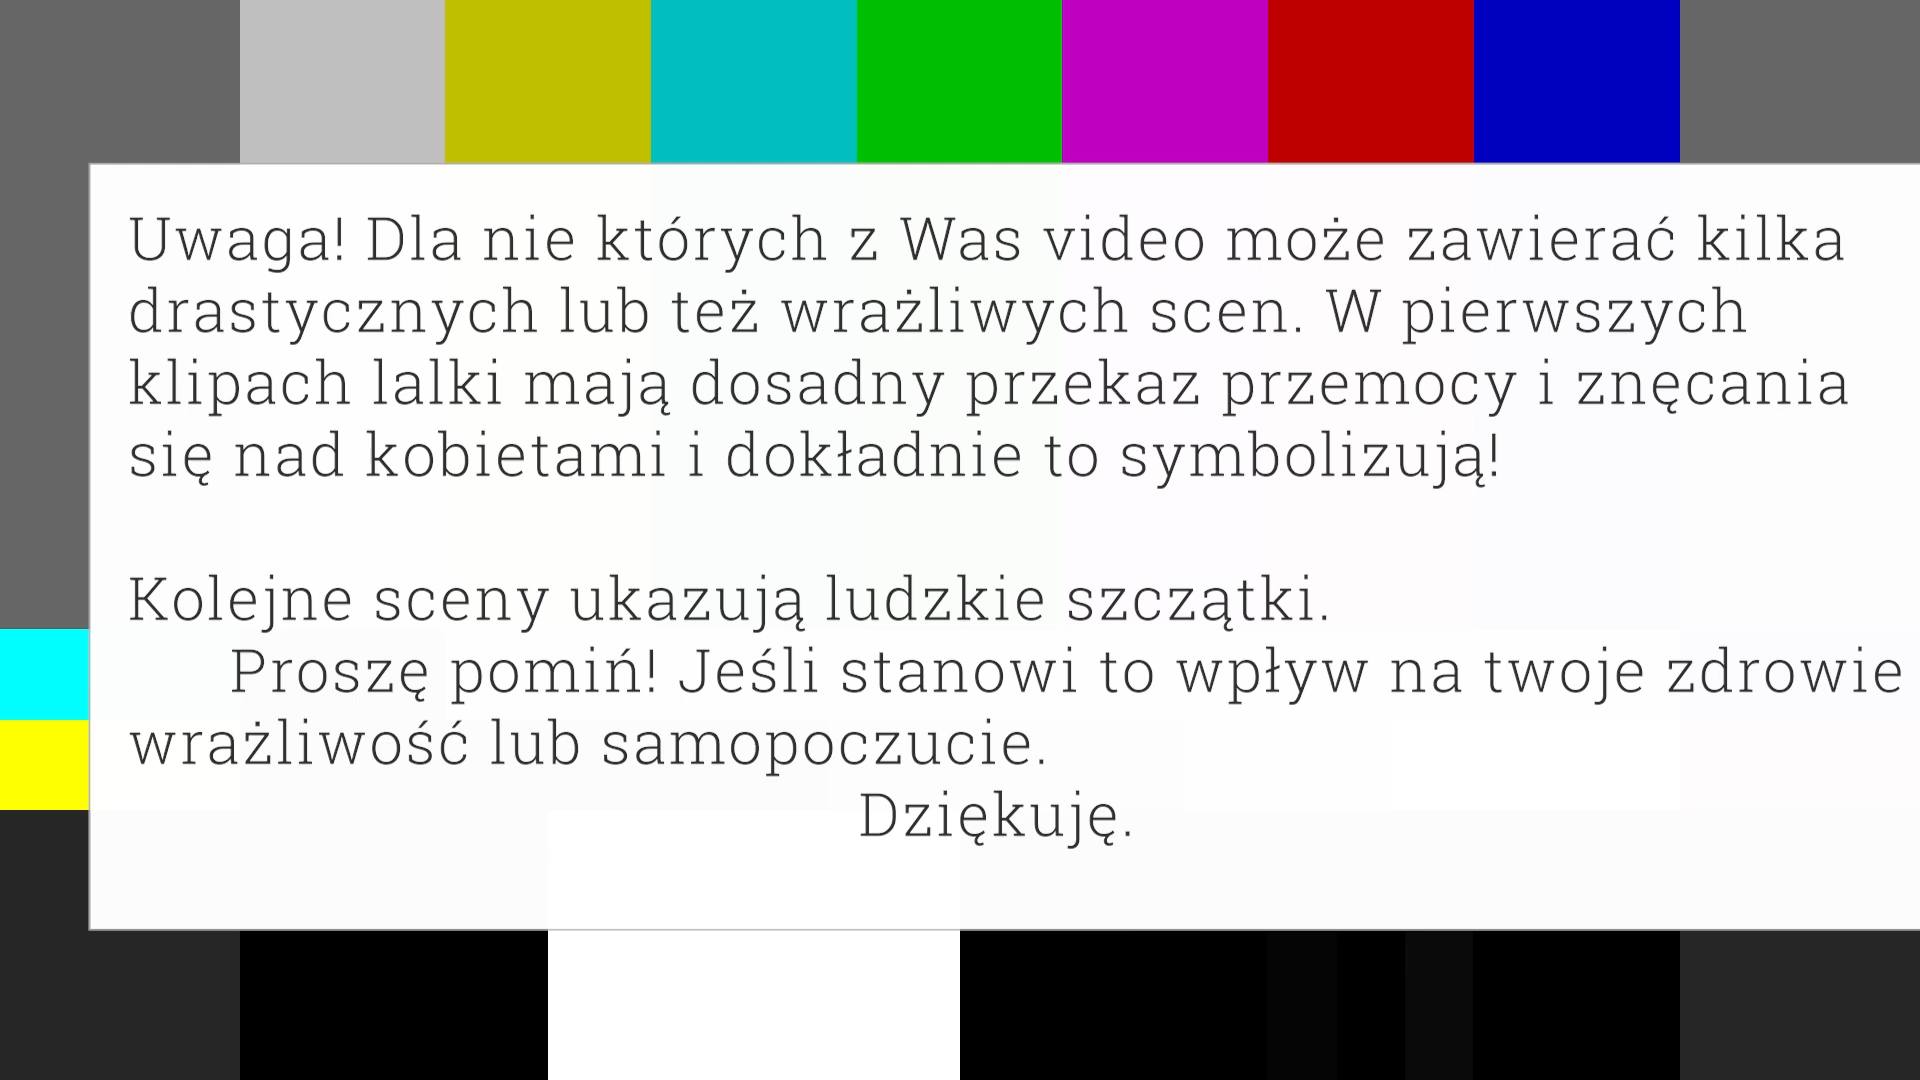 Uwaga! Dla nie których z Was video może zawierać kilka
drastycznych lub też wrażliwych scen. W pierwszych
klipach lalki mają dosadny przekaz przemocy i znęcania
się nad kobietami i dokładnie to symbolizują!
Kolejne sceny ukazują ludzkie szczątki.
Proszę pomiń! Jeśli stanowi to wpływ na twoje zdrowie
wrażliwość lub samopoczucie.
Dziękuję.